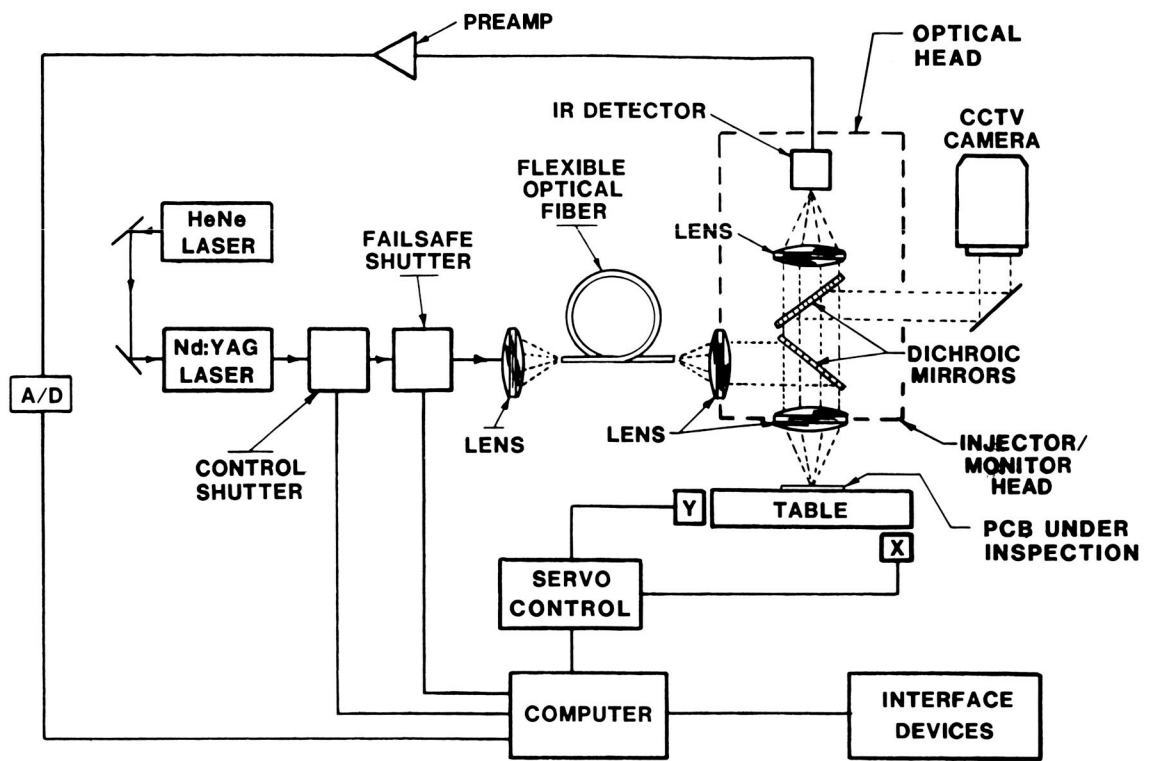 PREAMP
OPTICAL
HEAD
IR DETECTOR
CCTV
CAMERA
FLEXIBLE
OPTICAL
FIBER
HeNe
LASER
FAILSAFE
SHUTTER
LENS
Nd:YAG
LASER
DICHROIC
MIRRORS
A/D
LENS
LENS
CONTROL
SHUTTER
INJECTOR/
MONITOR
HEAD
Y
TABLE
PCB UNDER
INSPECTION
X
SERVO
CONTROL
COMPUTER
INTERFACE
DEVICES